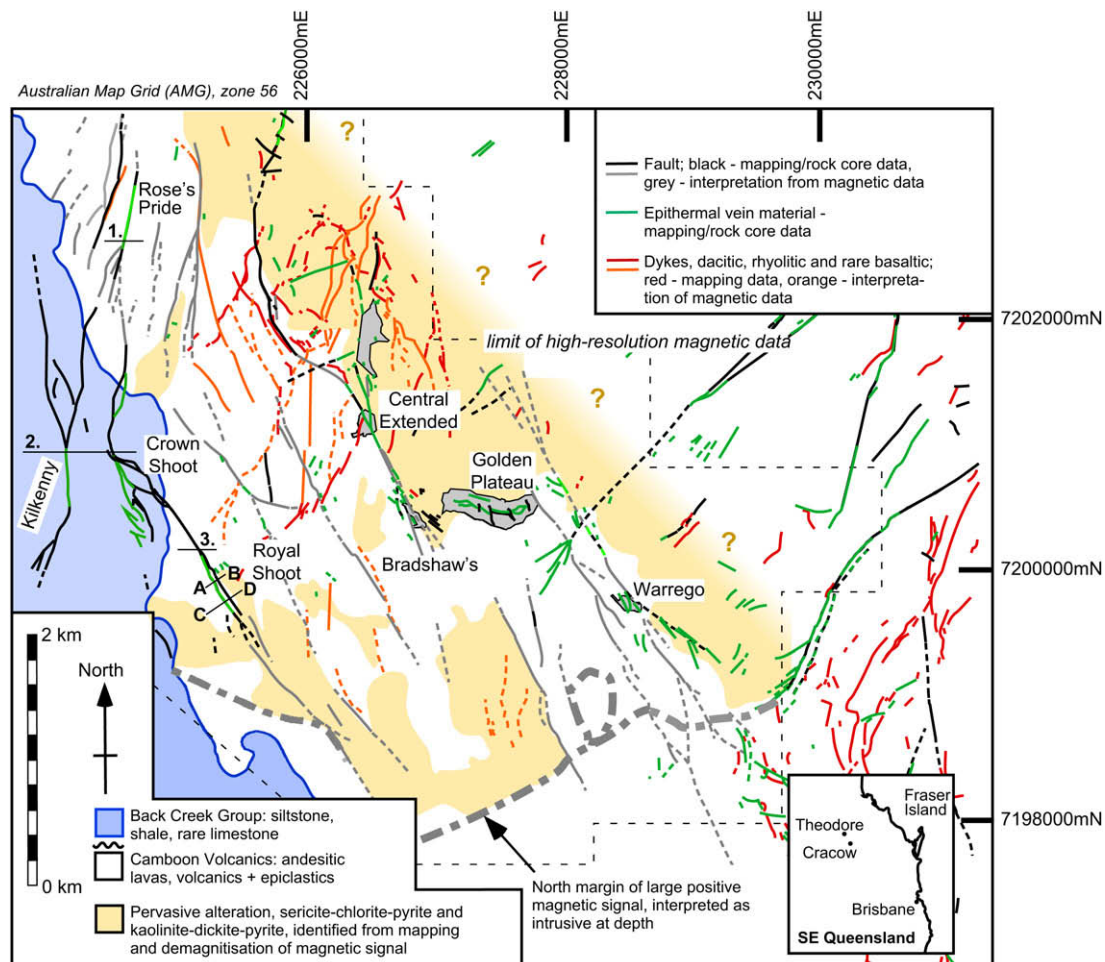 226000mE
228000mE
230000mE
Australian Map Grid (AMG), zone 56
?
Fault; black - mapping/rock core data,
grey - interpretation from magnetic data
Epithermal vein material -
mapping/rock core data
Dykes, dacitic, rhyolitic and rare basaltic;
red - mapping data, orange - interpreta-
tion of magnetic data
Rose's
Pride
1.
?
7202000mN
limit of high-resolution magnetic data
?
Central
Extended
2.
Crown
Shoot
Kilkenny
Golden
Plateau
3.
Royal
Shoot
Bradshaw's
?
7200000mN
A
B
C
D
Warrego
2 km
North
0 km
Back Creek Group: siltstone,
shale, rare limestone
Camboon Volcanics: andesitic
lavas, volcanics + epiclastics
Pervasive alteration, sericite-chlorite-pyrite and
kaolinite-dickite-pyrite, identified from mapping
and demagnitisation of magnetic signal
North margin of large positive
magnetic signal, interpreted as
intrusive at depth
7198000mN
Fraser
Island
Theodore
Cracow
Brisbane
SE Queensland